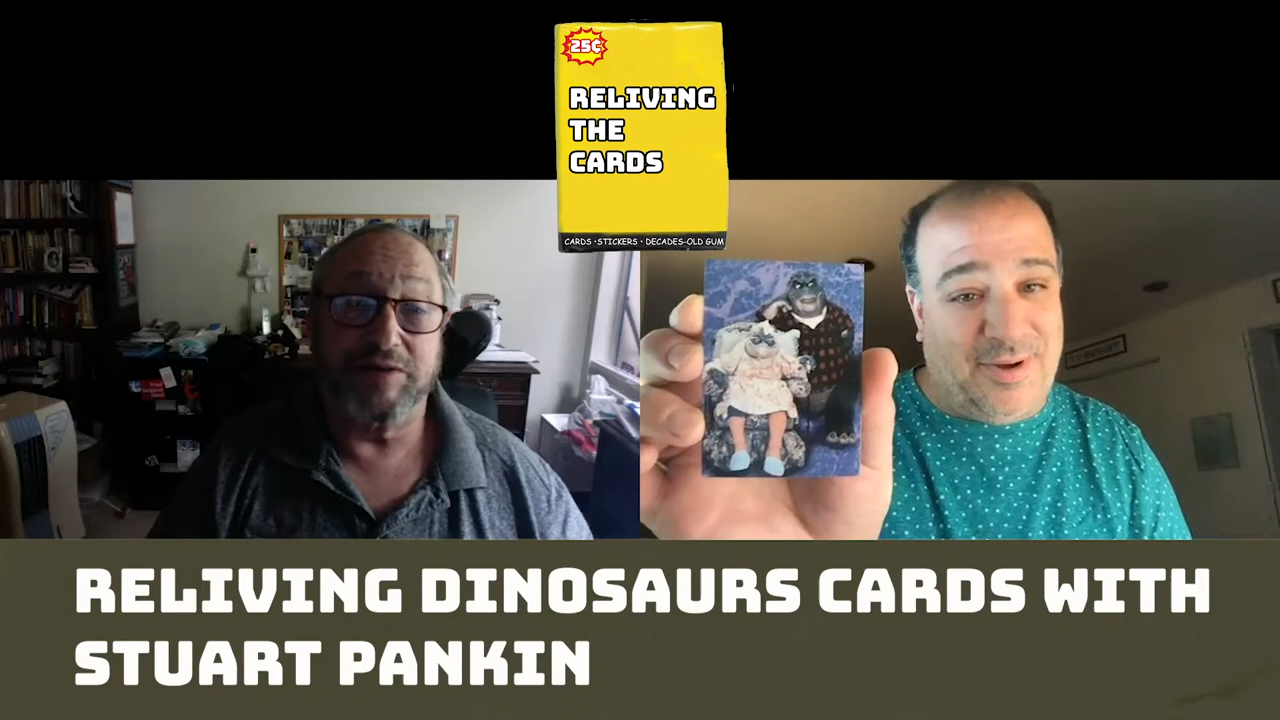 25¢
RELIVING
THE
CARDS
CARDS • STICKERS • DECADES-OLD GUM
RELIVING DINOSAURS CARDS WITH
STUART PANKIN